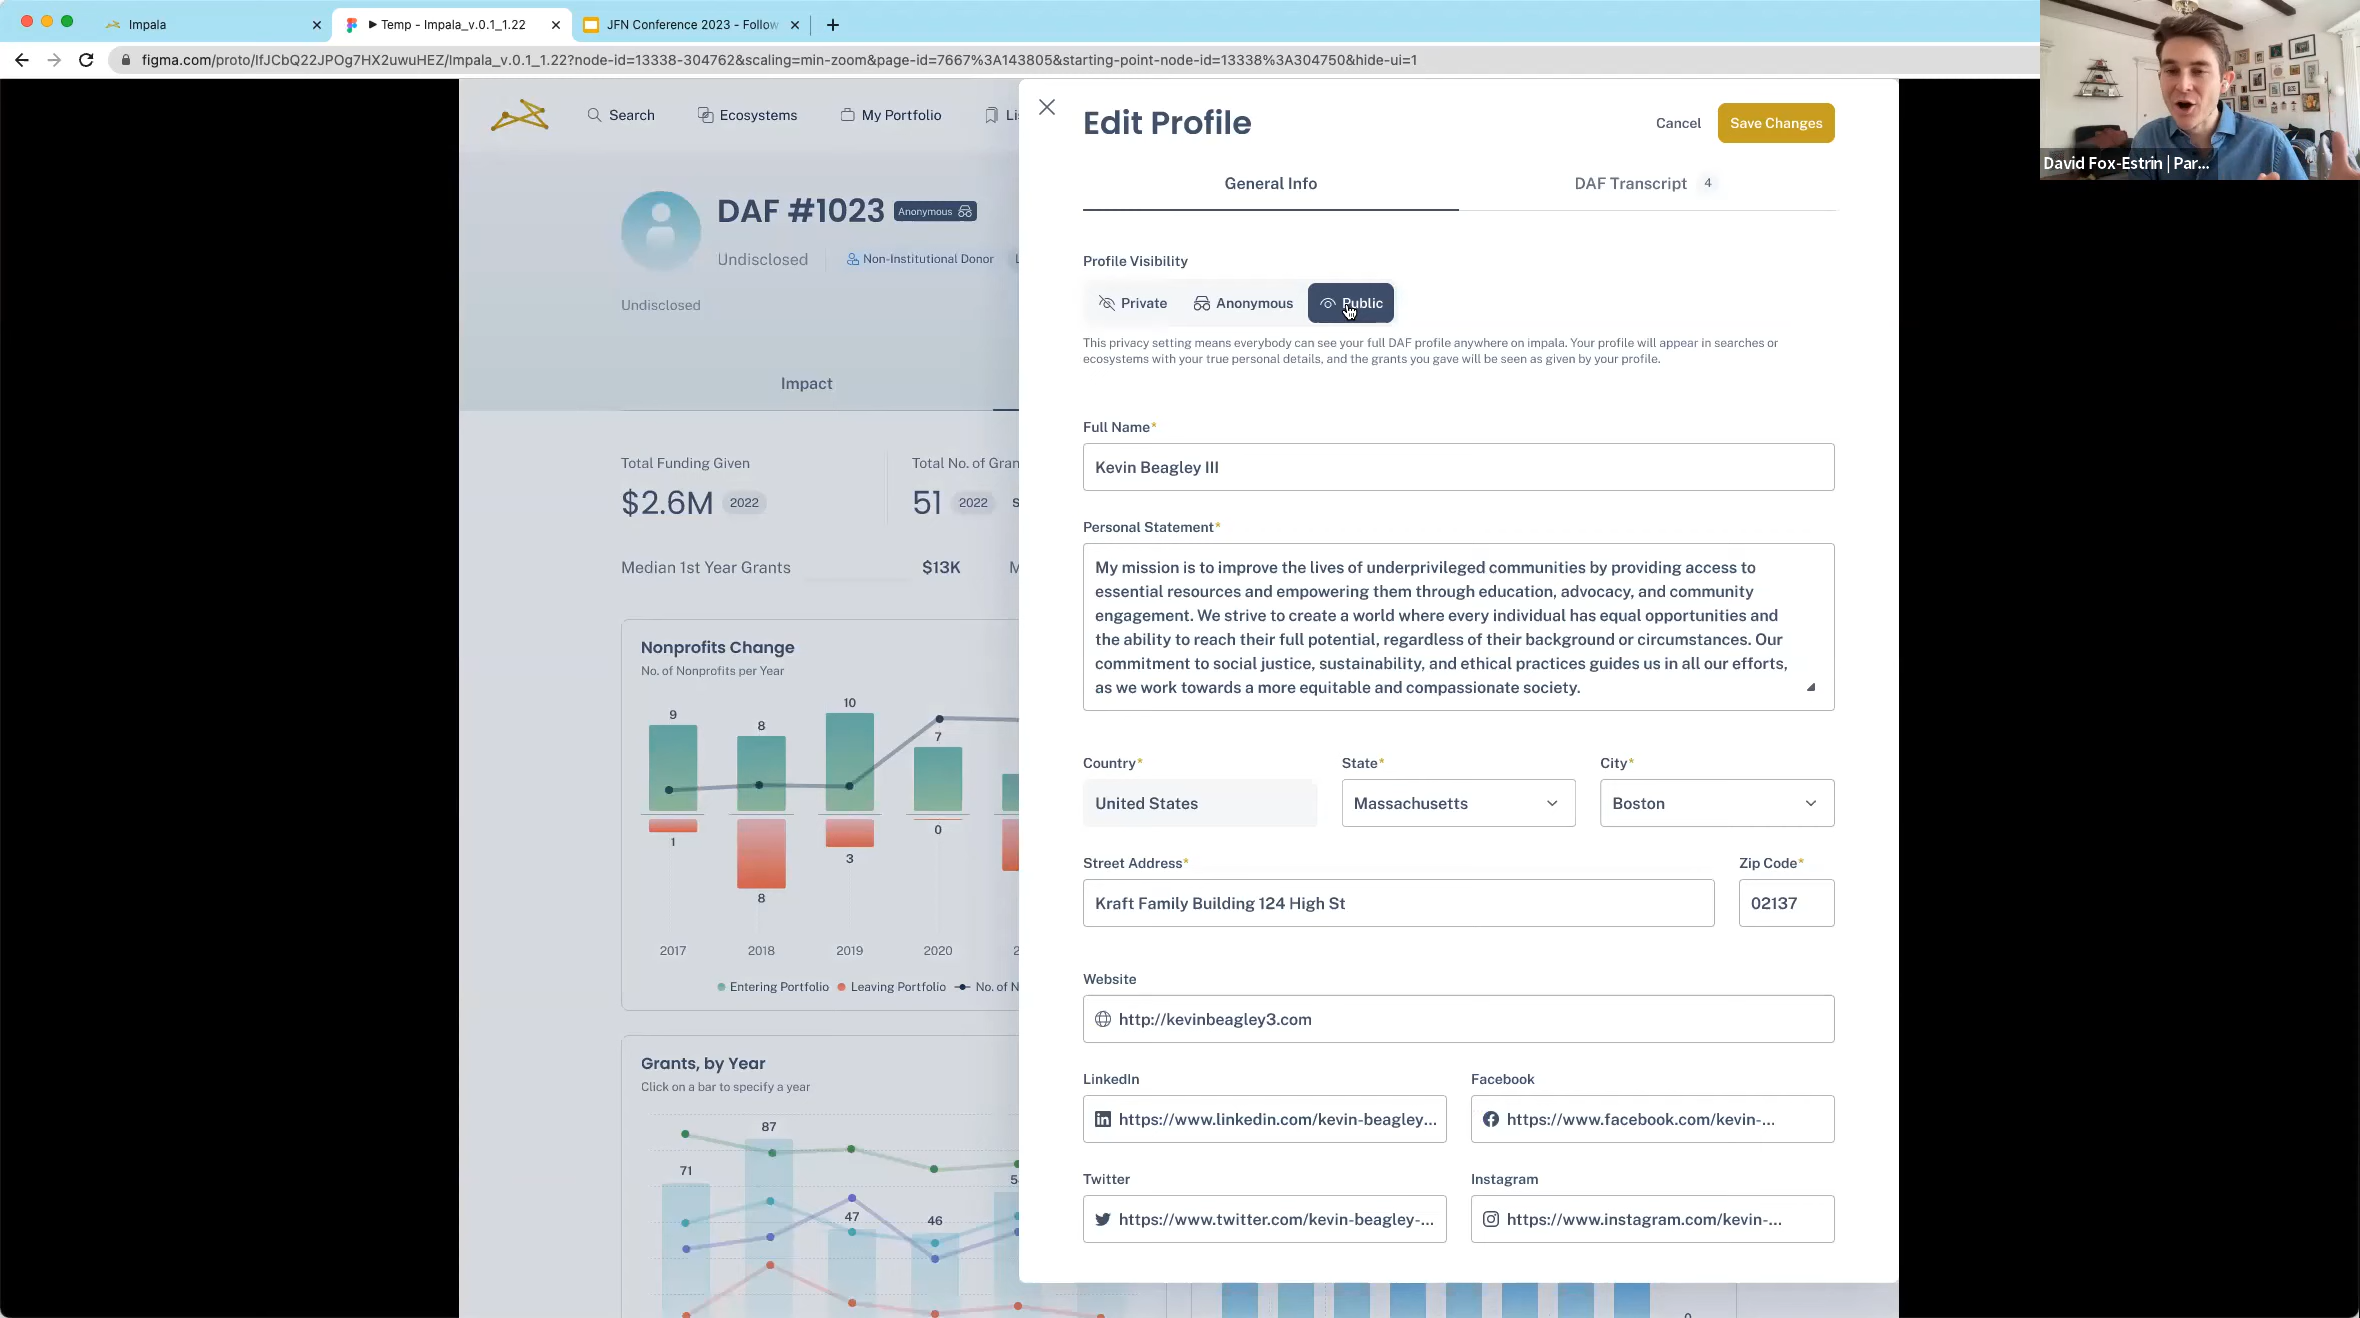 Impala
Temp - Impala_v.0.1_1.22
JFN Conference 2023 - Follow
figma.com/proto/IfJCbQ22JPOg7HX2uwuHEZ/Impala_v.0.1_1.22?node-id=13338-304762&scaling=min-zoom&page-id=7667%3A143805&starting-point-node-id=13338%3A304750&hide-ui=1
David Fox-Estrin | Par...
Search
Ecosystems
My Portfolio
DAF #1023
Anonymous
Undisclosed
Non-Institutional Donor
Undisclosed
Impact
Total Funding Given
$2.6M 2022
Total No. of Gran
51 2022
Median 1st Year Grants
$13K
Nonprofits Change
No. of Nonprofits per Year
9
8
10
7
1
8
3
0
2017
2018
2019
2020
Entering Portfolio
Leaving Portfolio
No. of N
Grants, by Year
Click on a bar to specify a year
71
87
47
46
5
Edit Profile
Cancel
Save Changes
General Info
DAF Transcript 4
Profile Visibility
Private
Anonymous
Public
This privacy setting means everybody can see your full DAF profile anywhere on impala. Your profile will appear in searches or
ecosystems with your true personal details, and the grants you gave will be seen as given by your profile.
Full Name*
Kevin Beagley III
Personal Statement*
My mission is to improve the lives of underprivileged communities by providing access to
essential resources and empowering them through education, advocacy, and community
engagement. We strive to create a world where every individual has equal opportunities and
the ability to reach their full potential, regardless of their background or circumstances. Our
commitment to social justice, sustainability, and ethical practices guides us in all our efforts,
as we work towards a more equitable and compassionate society.
Country*
United States
State*
Massachusetts
City*
Boston
Street Address*
Kraft Family Building 124 High St
Zip Code*
02137
Website
http://kevinbeagley3.com
LinkedIn
https://www.linkedin.com/kevin-beagley...
Facebook
https://www.facebook.com/kevin-...
Twitter
https://www.twitter.com/kevin-beagley-...
Instagram
https://www.instagram.com/kevin-...